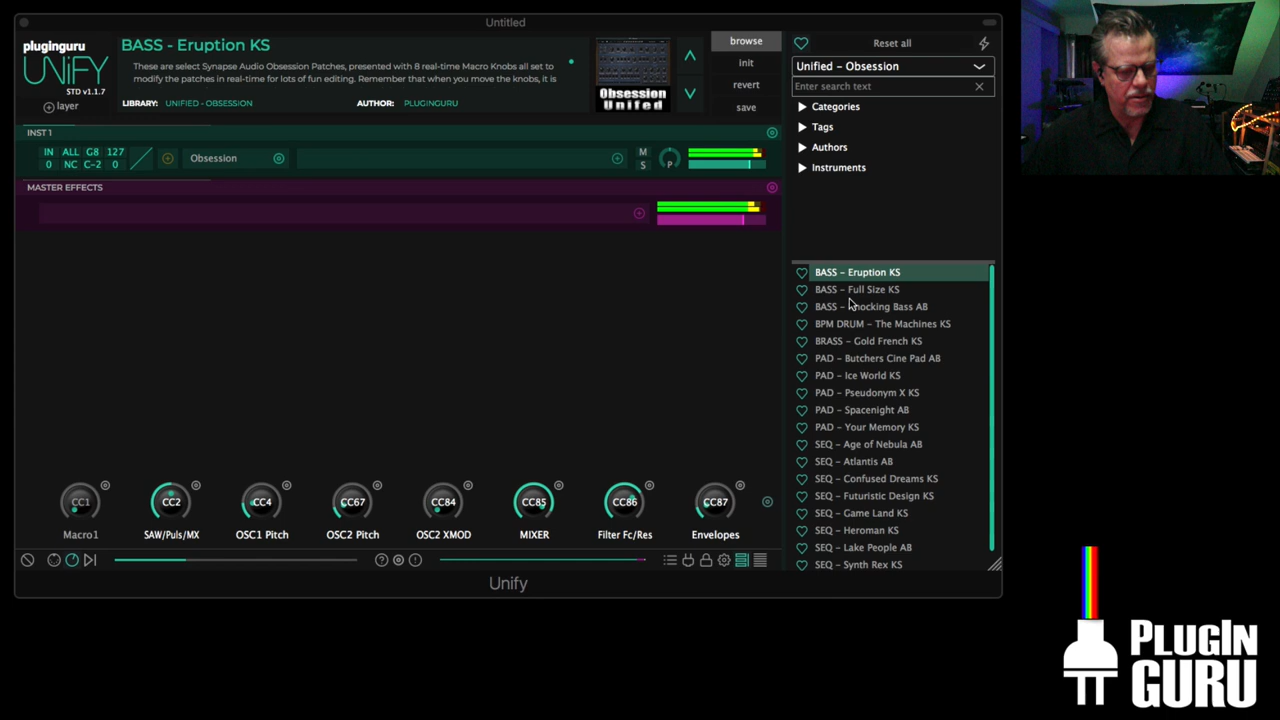 Untitled
pluginguru
UNiFY
STD v1.1.7
layer
BASS - Eruption KS
These are select Synapse Audio Obsession Patches, presented with 8 real-time Macro Knobs all set to
modify the patches in real-time for lots of fun editing. Remember that when you move the knobs, it is
LIBRARY: UNIFIED - OBSESSION AUTHOR: PLUGINGURU
Obsession
United
browse
init
revert
save
Reset all
Unified - Obsession
Enter search text
Categories
Tags
Authors
Instruments
INST 1
IN ALL G8 127
0 NC C-2 0
Obsession
M
S
P
MASTER EFFECTS
BASS - Eruption KS
BASS - Full Size KS
BASS - Knocking Bass AB
BPM DRUM - The Machines KS
BRASS - Gold French KS
PAD - Butchers Cine Pad AB
PAD - Ice World KS
PAD - Pseudonym X KS
PAD - Spacenight AB
PAD - Your Memory KS
SEQ - Age of Nebula AB
SEQ - Atlantis AB
SEQ - Confused Dreams KS
SEQ - Futuristic Design KS
SEQ - Game Land KS
SEQ - Heroman KS
SEQ - Lake People AB
SEQ - Synth Rex KS
CC1 CC2 CC4 CC67 CC84 CC85 CC86 CC87
Macro1 SAW/Puls/MX OSC1 Pitch OSC2 Pitch OSC2 XMOD MIXER Filter Fc/Res Envelopes
Unify
PLUGIN
GURU